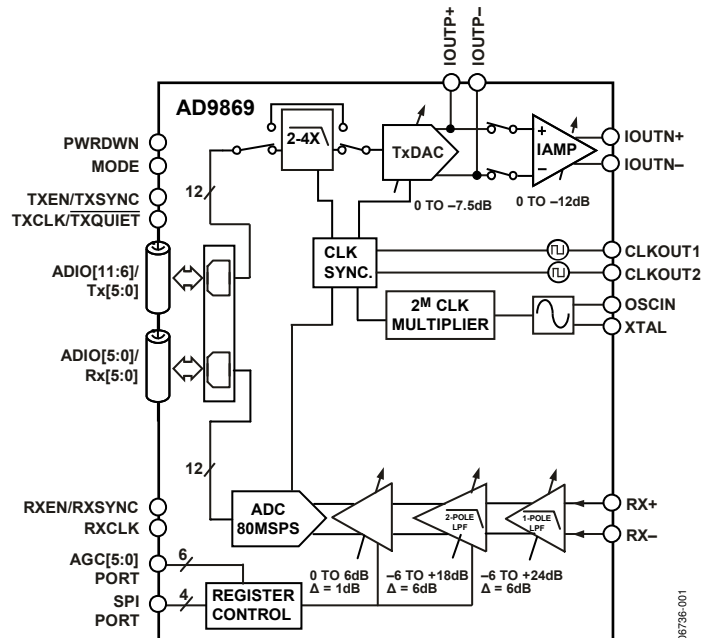 IOUTP+
IOUTP–
AD9869
PWRDWN
MODE
TXEN/TXSYNC
TXCLK/TXQUIET
ADIO[11:6]/
Tx[5:0]
ADIO[5:0]/
Rx[5:0]
RXEN/RXSYNC
RXCLK
AGC[5:0]
PORT
SPI
PORT
12
2-4X
TxDAC
0 TO –7.5dB
+
–
IAMP
0 TO –12dB
IOUTN+
IOUTN–
CLK
SYNC.
CLKOUT1
CLKOUT2
2M CLK
MULTIPLIER
OSCIN
XTAL
12
ADC
80MSPS
2-POLE
LPF
1-POLE
LPF
RX+
RX–
0 TO 6dB
Δ = 1dB
–6 TO +18dB
Δ = 6dB
–6 TO +24dB
Δ = 6dB
6
4
REGISTER
CONTROL
06736-001